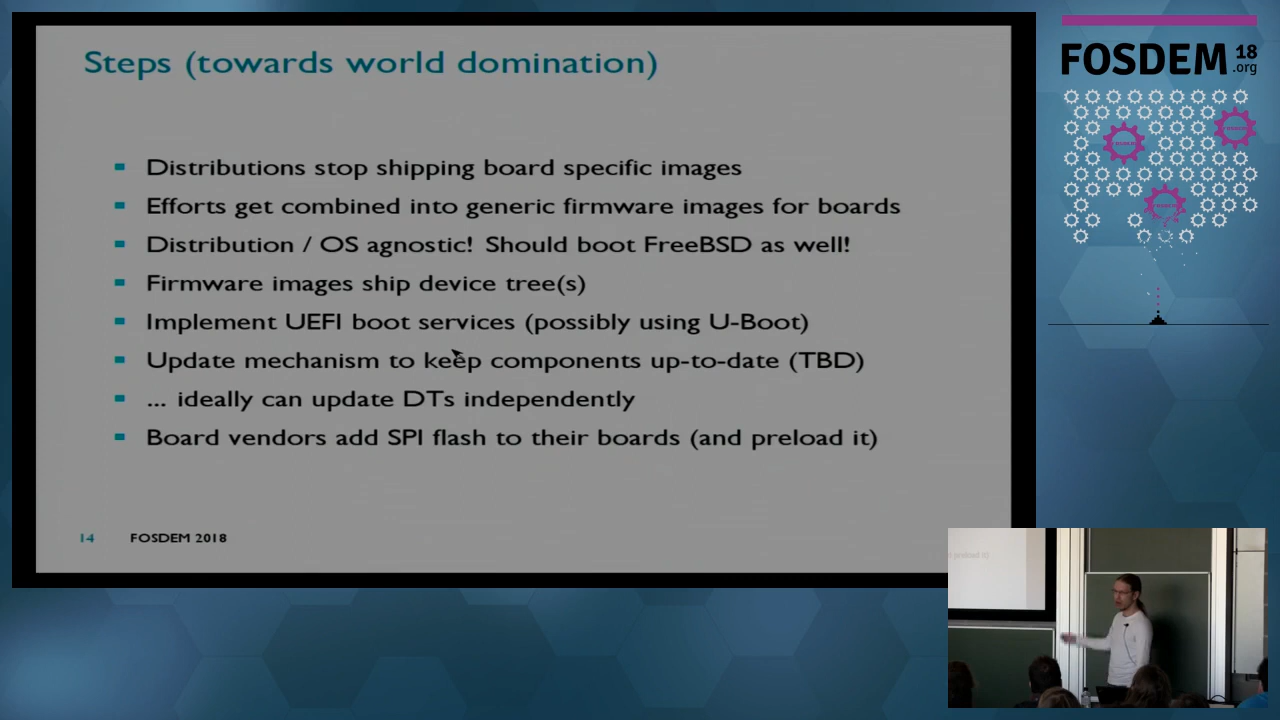 Steps (towards world domination)
Distributions stop shipping board specific images
Efforts get combined into generic firmware images for boards
Distribution / OS agnostic! Should boot FreeBSD as well!
Firmware images ship device tree(s)
Implement UEFI boot services (possibly using U-Boot)
Update mechanism to keep components up-to-date (TBD)
... ideally can update DTs independently
Board vendors add SPI flash to their boards (and preload it)
14 FOSDEM 2018
FOSDEM 18
.org
preload it)